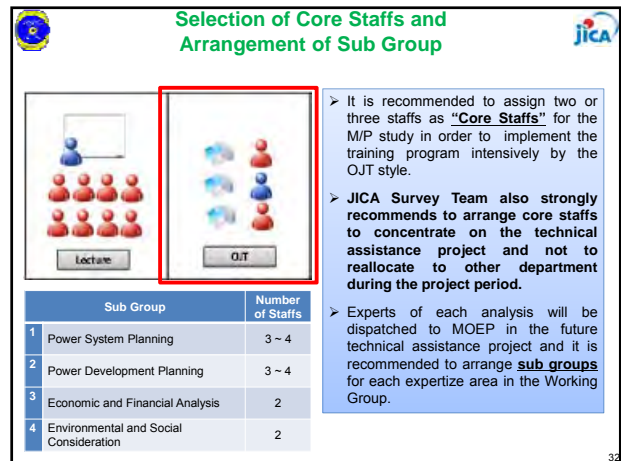 Selection of Core Staffs and
Arrangement of Sub Group
jica
Lecture
OJT
Sub Group
Number
of Staffs
1 Power System Planning 3 ~ 4
2 Power Development Planning 3 ~ 4
3 Economic and Financial Analysis 2
4 Environmental and Social
Consideration 2
➢ It is recommended to assign two or
three staffs as “Core Staffs” for the
M/P study in order to implement the
training program intensively by the
OJT style.
➢ JICA Survey Team also strongly
recommends to arrange core staffs
to concentrate on the technical
assistance project and not to
reallocate to other department
during the project period.
➢ Experts of each analysis will be
dispatched to MOEP in the future
technical assistance project and it is
recommended to arrange sub groups
for each expertize area in the Working
Group.
32